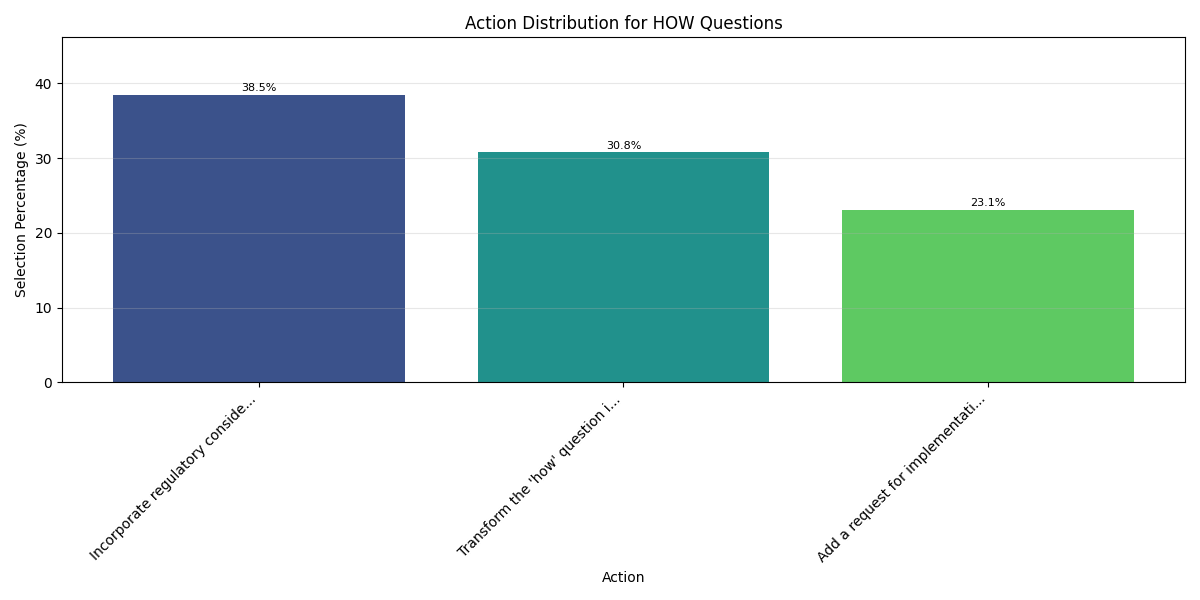 Action Distribution for HOW Questions
Selection Percentage (%)
40
30
20
10
0
38.5%
30.8%
23.1%
Incorporate regulatory conside...
Transform the 'how' question i...
Add a request for implementati...
Action